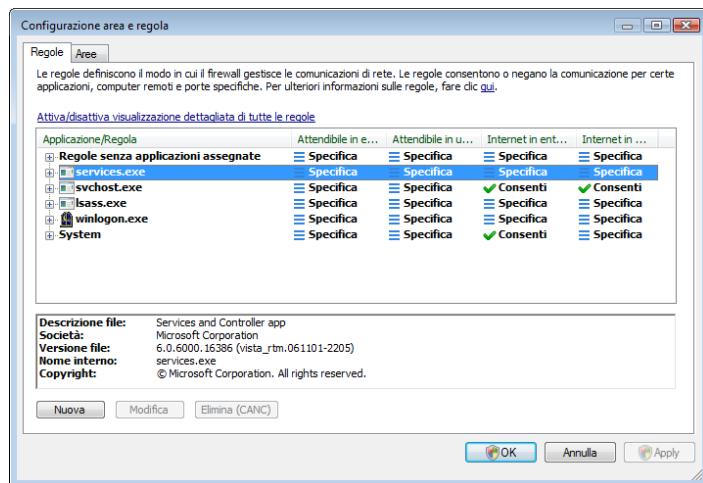 Configurazione area e regola
Regole Aree
Le regole definiscono il modo in cui il firewall gestisce le comunicazioni di rete. Le regole consentono o negano la comunicazione per certe
applicazioni, computer remoti e porte specifiche. Per ulteriori informazioni sulle regole, fare clic qui.
Attiva/disattiva visualizzazione dettagliata di tutte le regole
Applicazione/Regola Attendibile in e... Attendibile in u... Internet in ent... Internet in ...
Regole senza applicazioni assegnate Specifica Specifica Specifica Specifica
services.exe Specifica Specifica Specifica Specifica
svchost.exe Specifica Specifica Consenti Consenti
lsass.exe Specifica Specifica Specifica Specifica
winlogon.exe Specifica Specifica Specifica Specifica
System Specifica Specifica Consenti Specifica
Descrizione file: Services and Controller app
Società: Microsoft Corporation
Versione file: 6.0.6000.16386 (vista_rtm.061101-2205)
Nome interno: services.exe
Copyright: © Microsoft Corporation. All rights reserved.
Nuova Modifica Elimina (CANC)
OK Annulla Apply